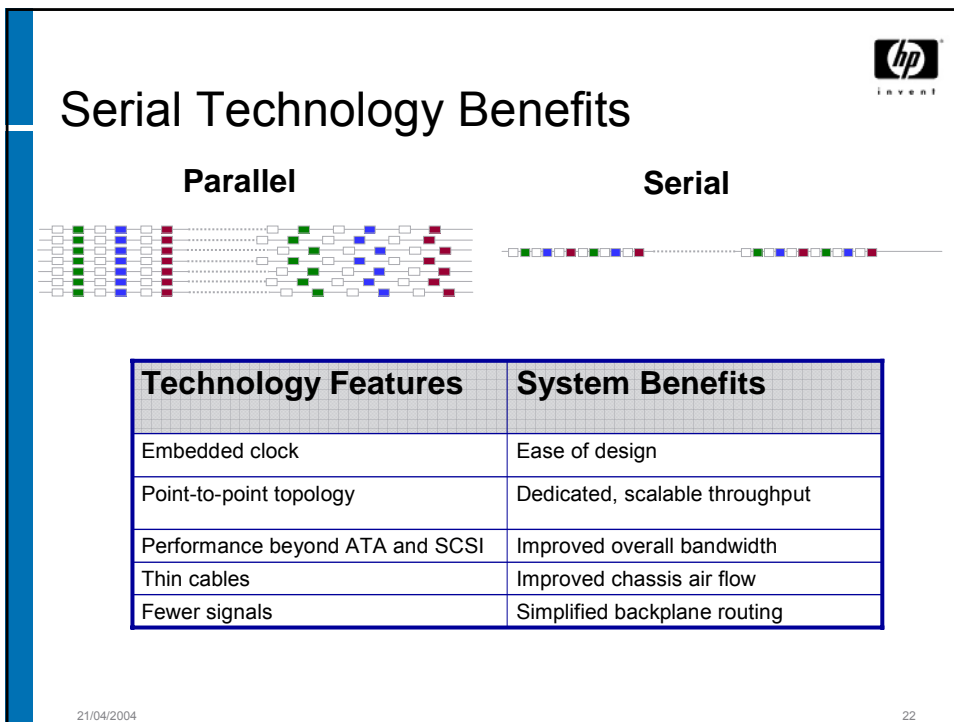 hp
invent
Serial Technology Benefits
Parallel
Serial
Technology Features
System Benefits
Embedded clock
Ease of design
Point-to-point topology
Dedicated, scalable throughput
Performance beyond ATA and SCSI
Improved overall bandwidth
Thin cables
Improved chassis air flow
Fewer signals
Simplified backplane routing
21/04/2004
22